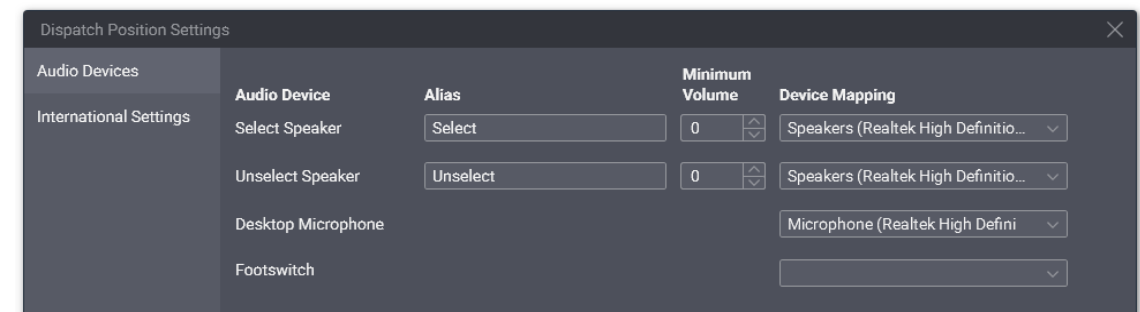 Dispatch Position Settings
Audio Devices
International Settings
Minimum
Audio Device Alias Volume Device Mapping
Select Speaker Select 0 Speakers (Realtek High Definitio...
Unselect Speaker Unselect 0 Speakers (Realtek High Definitio...
Desktop Microphone Microphone (Realtek High Defini
Footswitch